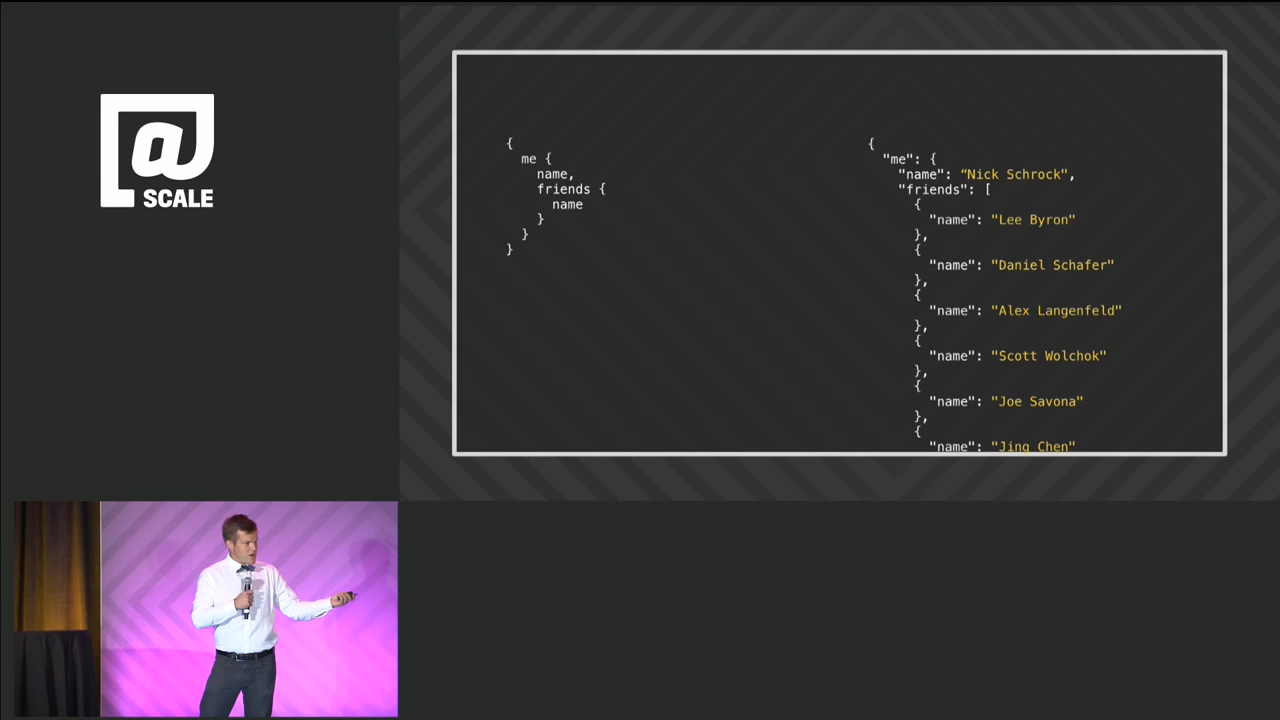 @
SCALE
{
me {
name,
friends {
name
}
}
}
{
"me": {
"name": “Nick Schrock",
"friends": [
{
"name": "Lee Byron"
},
{
"name": "Daniel Schafer"
},
{
"name": "Alex Langenfeld"
},
{
"name": "Scott Wolchok"
},
{
"name": "Joe Savona"
},
{
"name": "Jing Chen"